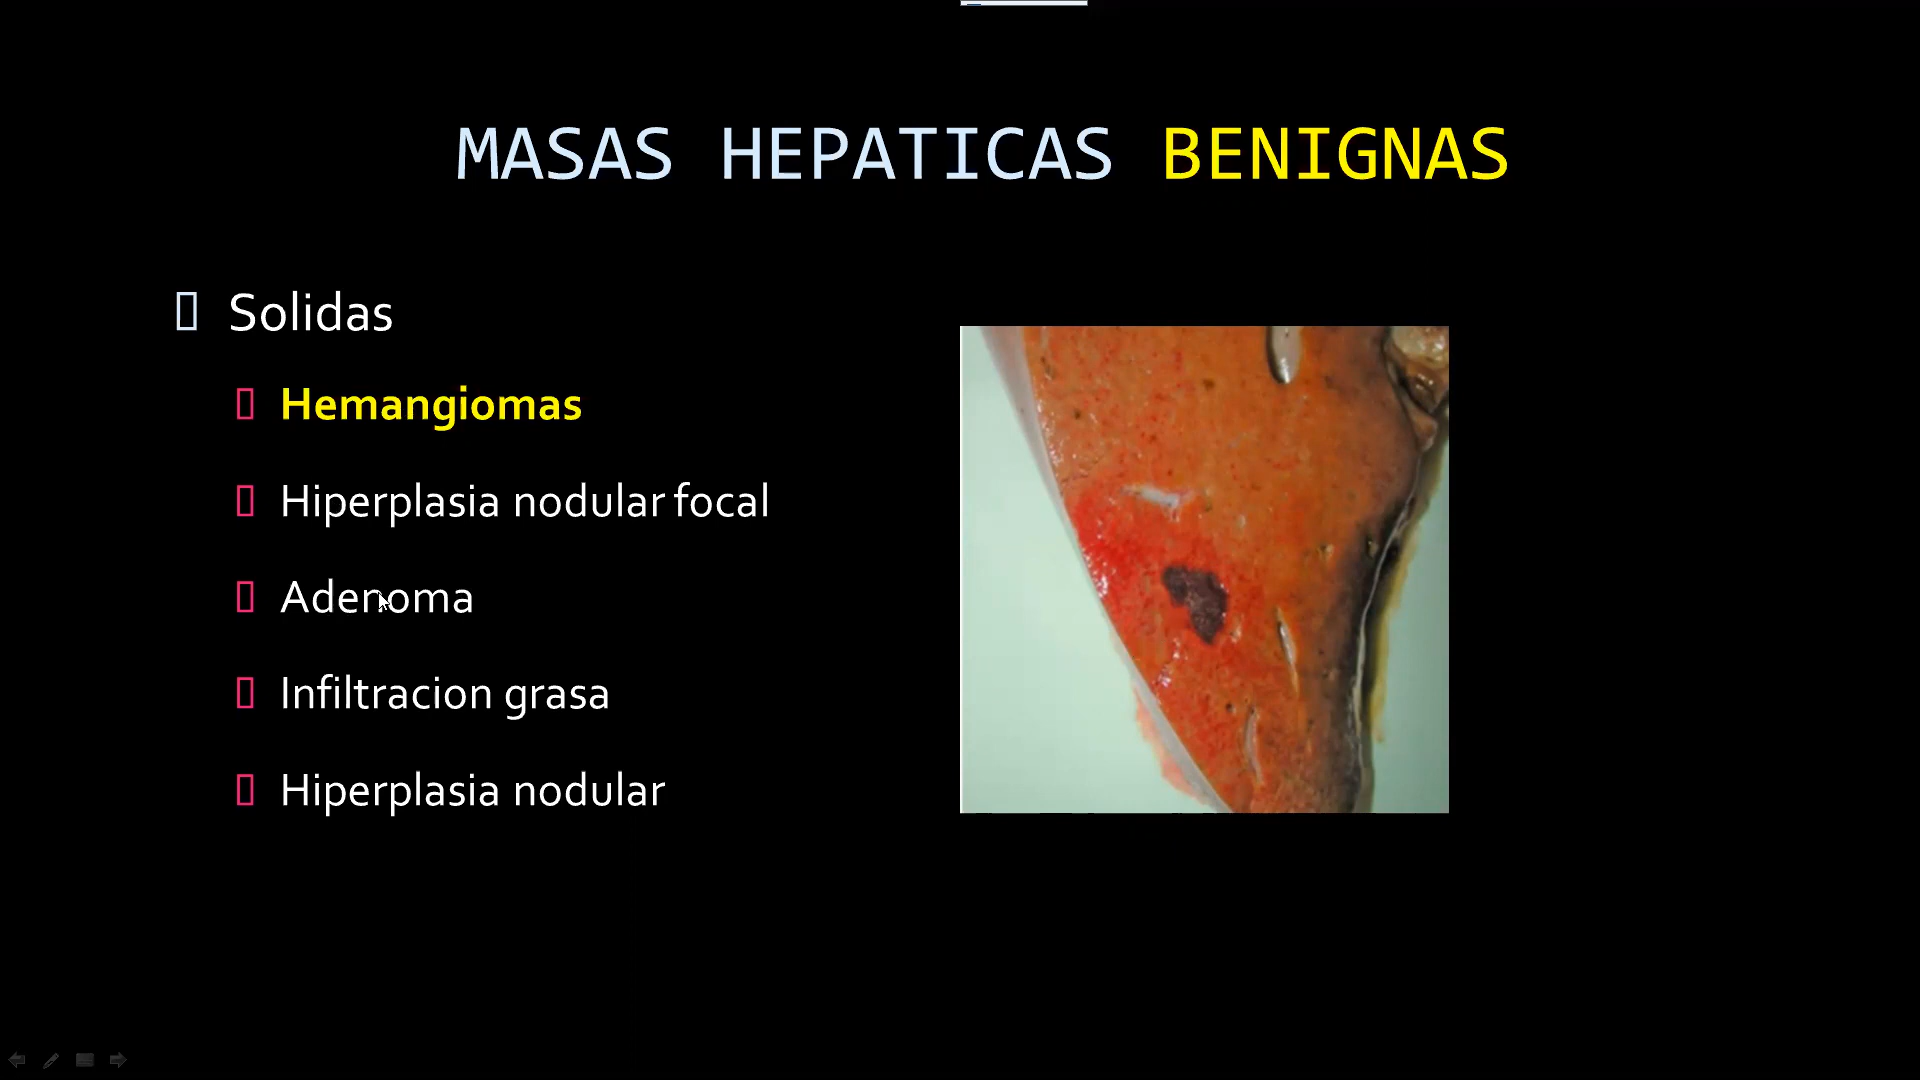 MASAS HEPATICAS BENIGNAS
Solidas
Hemangiomas
Hiperplasia nodular focal
Adenoma
Infiltracion grasa
Hiperplasia nodular